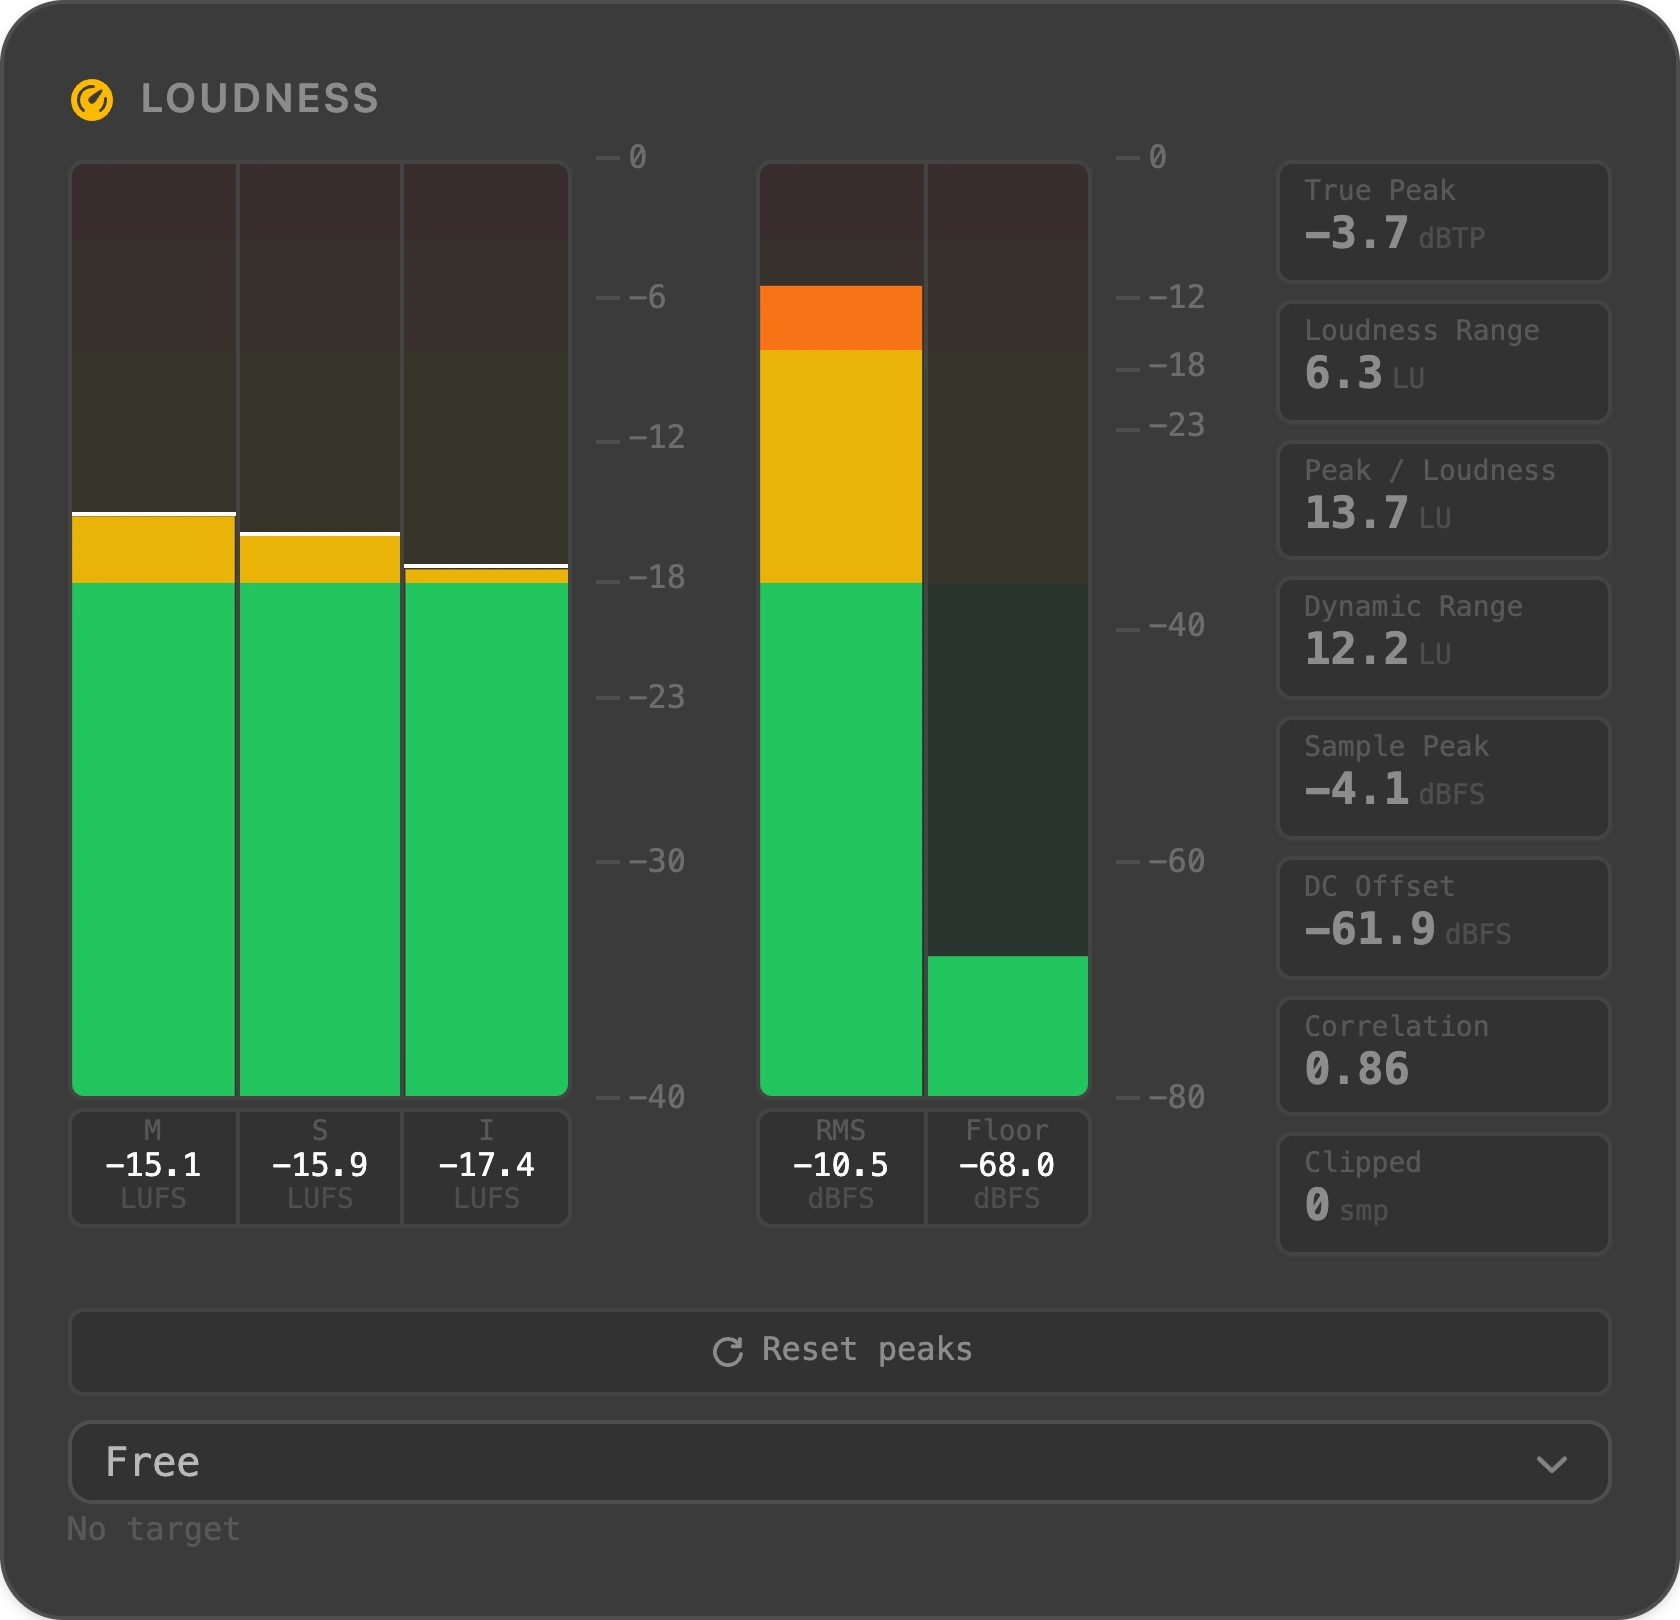 LOUDNESS
0
−6
−12
−18
−23
−30
−40
M
−15.1
LUFS
S
−15.9
LUFS
I
−17.4
LUFS
0
−12
−18
−23
−40
−60
−80
RMS
−10.5
dBFS
Floor
−68.0
dBFS
True Peak
−3.7 dBTP
Loudness Range
6.3 LU
Peak / Loudness
13.7 LU
Dynamic Range
12.2 LU
Sample Peak
−4.1 dBFS
DC Offset
−61.9 dBFS
Correlation
0.86
Clipped
0 smp
Reset peaks
Free
No target